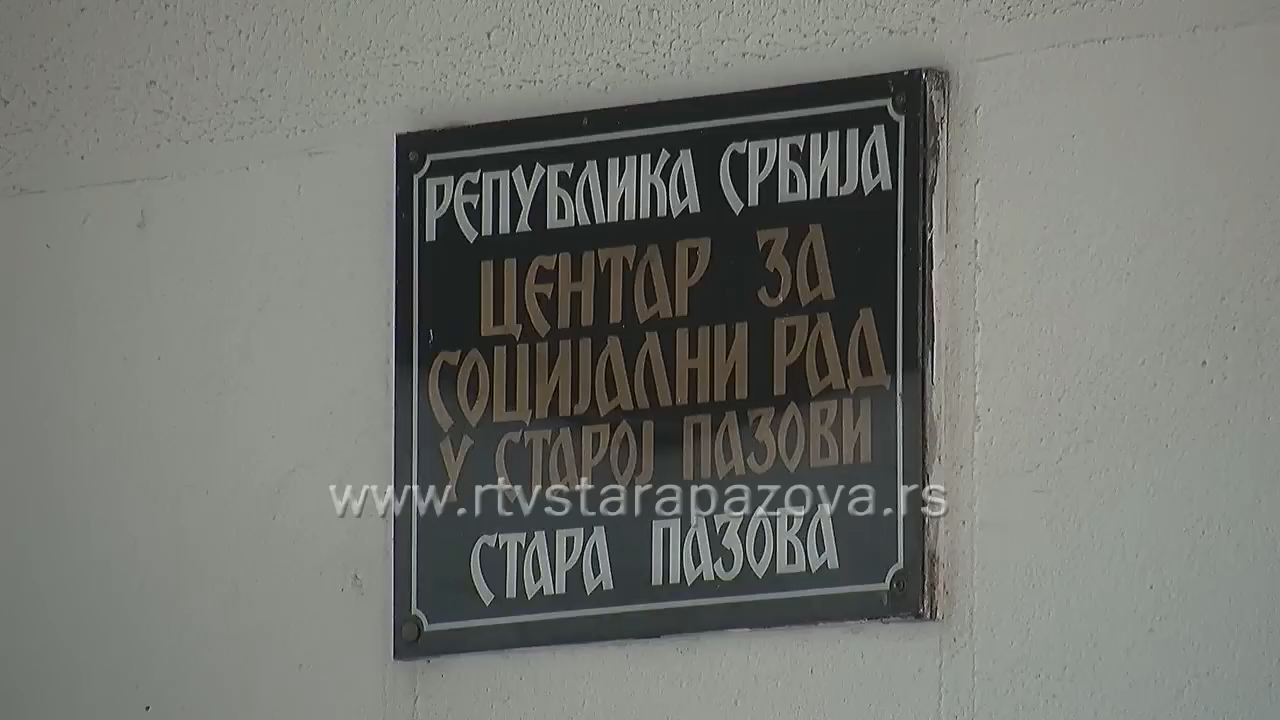 РЕПУБЛИКА СРБИЈА
ЦЕНТАР ЗА
СОЦИЈАЛНИ РАД
У СТАРОЈ ПАЗОВИ
www.rtvstarapazova.rs
СТАРА ПАЗОВА